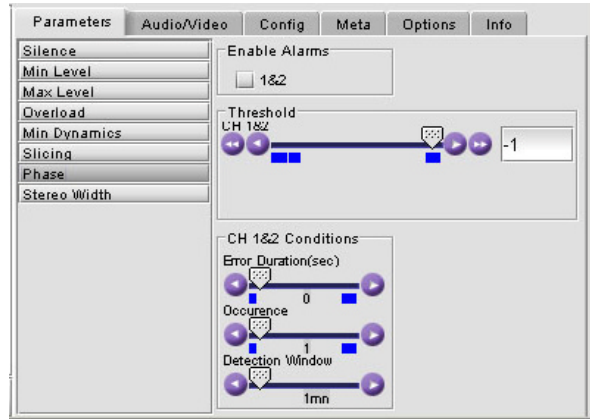 Parameters Audio/Video Config Meta Options Info
Silence
Min Level
Max Level
Overload
Min Dynamics
Slicing
Phase
Stereo Width
Enable Alarms
1&2
Threshold
CH 1&2
-1
CH 1&2 Conditions
Error Duration(sec)
0
Occurence
1
Detection Window
1mn